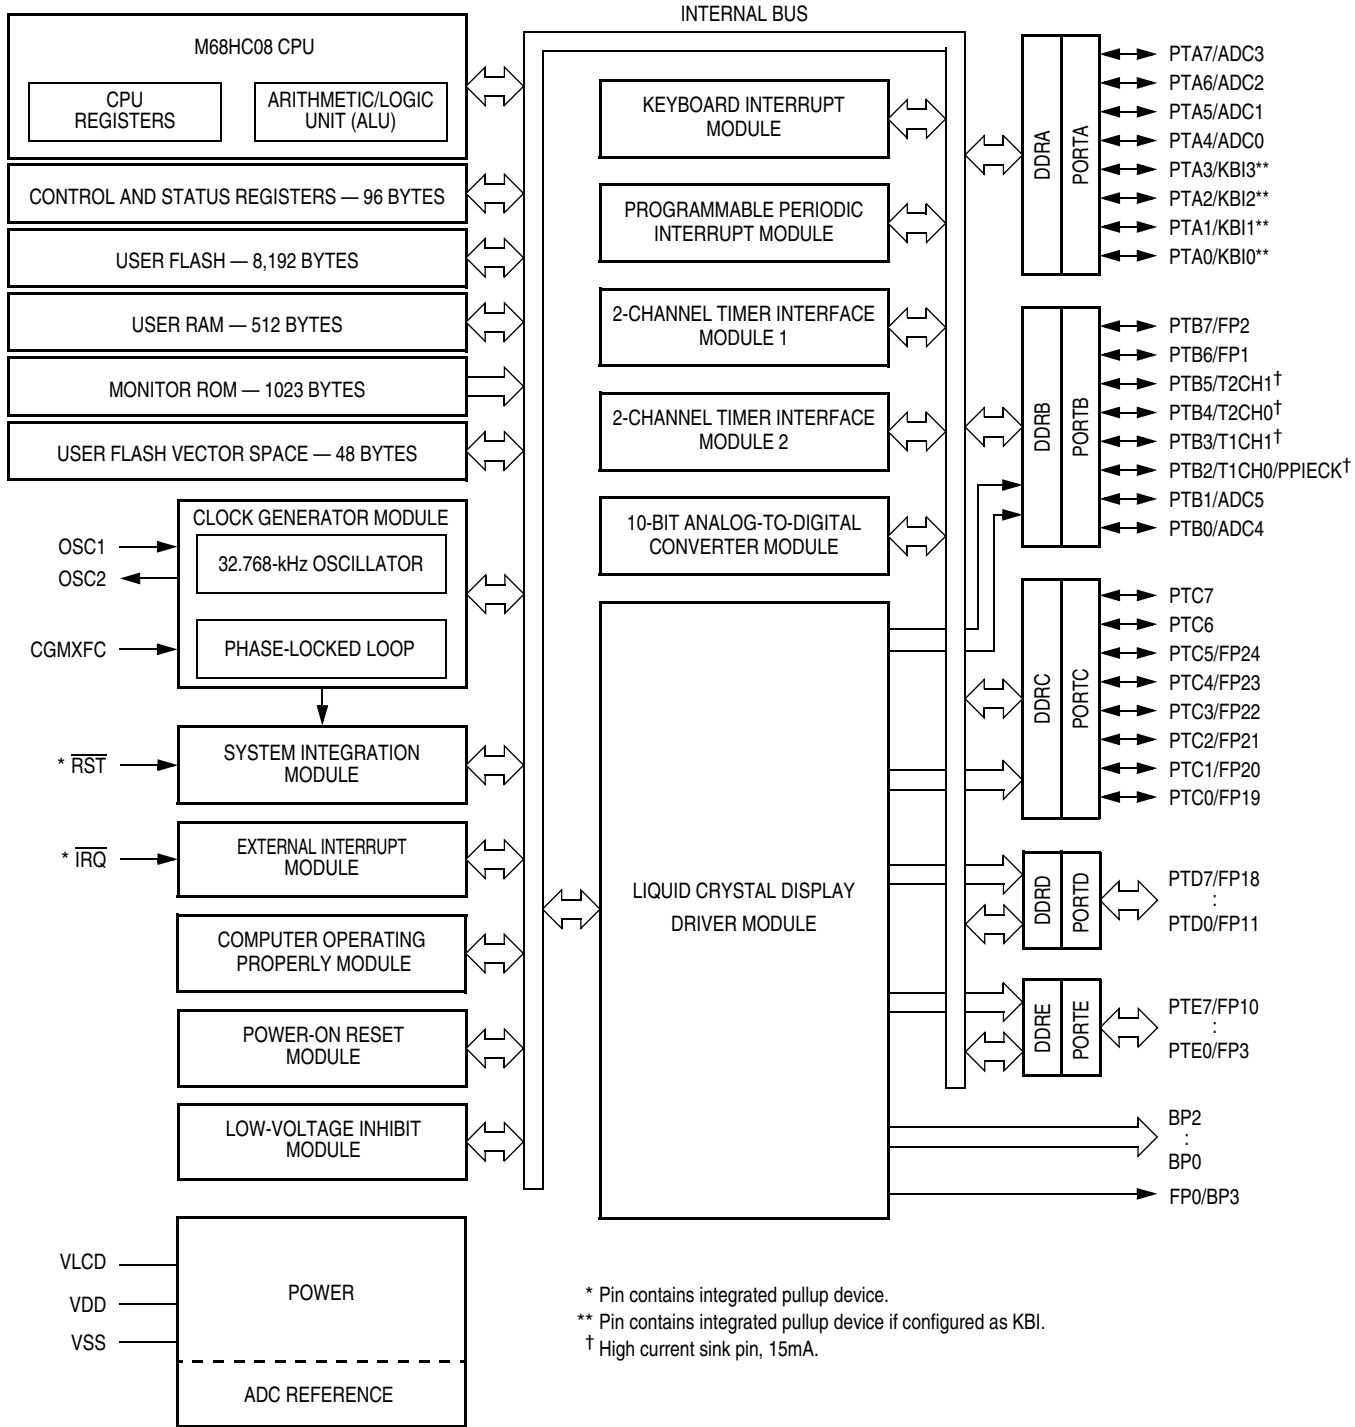 INTERNAL BUS
M68HC08 CPU
CPU
REGISTERS
ARITHMETIC/LOGIC
UNIT (ALU)
CONTROL AND STATUS REGISTERS — 96 BYTES
USER FLASH — 8,192 BYTES
USER RAM — 512 BYTES
MONITOR ROM — 1023 BYTES
USER FLASH VECTOR SPACE — 48 BYTES
CLOCK GENERATOR MODULE
32.768-kHz OSCILLATOR
PHASE-LOCKED LOOP
OSC1
OSC2
CGMXFC
SYSTEM INTEGRATION
MODULE
* RST
EXTERNAL INTERRUPT
MODULE
* IRQ
COMPUTER OPERATING
PROPERLY MODULE
POWER-ON RESET
MODULE
LOW-VOLTAGE INHIBIT
MODULE
VLCD
VDD
VSS
POWER
ADC REFERENCE
KEYBOARD INTERRUPT
MODULE
PROGRAMMABLE PERIODIC
INTERRUPT MODULE
2-CHANNEL TIMER INTERFACE
MODULE 1
2-CHANNEL TIMER INTERFACE
MODULE 2
10-BIT ANALOG-TO-DIGITAL
CONVERTER MODULE
LIQUID CRYSTAL DISPLAY
DRIVER MODULE
DDRA
PORTA
PTA7/ADC3
PTA6/ADC2
PTA5/ADC1
PTA4/ADC0
PTA3/KBI3**
PTA2/KBI2**
PTA1/KBI1**
PTA0/KBI0**
DDRB
PORTB
PTB7/FP2
PTB6/FP1
PTB5/T2CH1†
PTB4/T2CH0†
PTB3/T1CH1†
PTB2/T1CH0/PPIECK†
PTB1/ADC5
PTB0/ADC4
DDRC
PORTC
PTC7
PTC6
PTC5/FP24
PTC4/FP23
PTC3/FP22
PTC2/FP21
PTC1/FP20
PTC0/FP19
DDRD
PORTD
PTD7/FP18
:
PTD0/FP11
DDRE
PORTE
PTE7/FP10
:
PTE0/FP3
BP2
:
BP0
FP0/BP3
* Pin contains integrated pullup device.
** Pin contains integrated pullup device if configured as KBI.
† High current sink pin, 15mA.